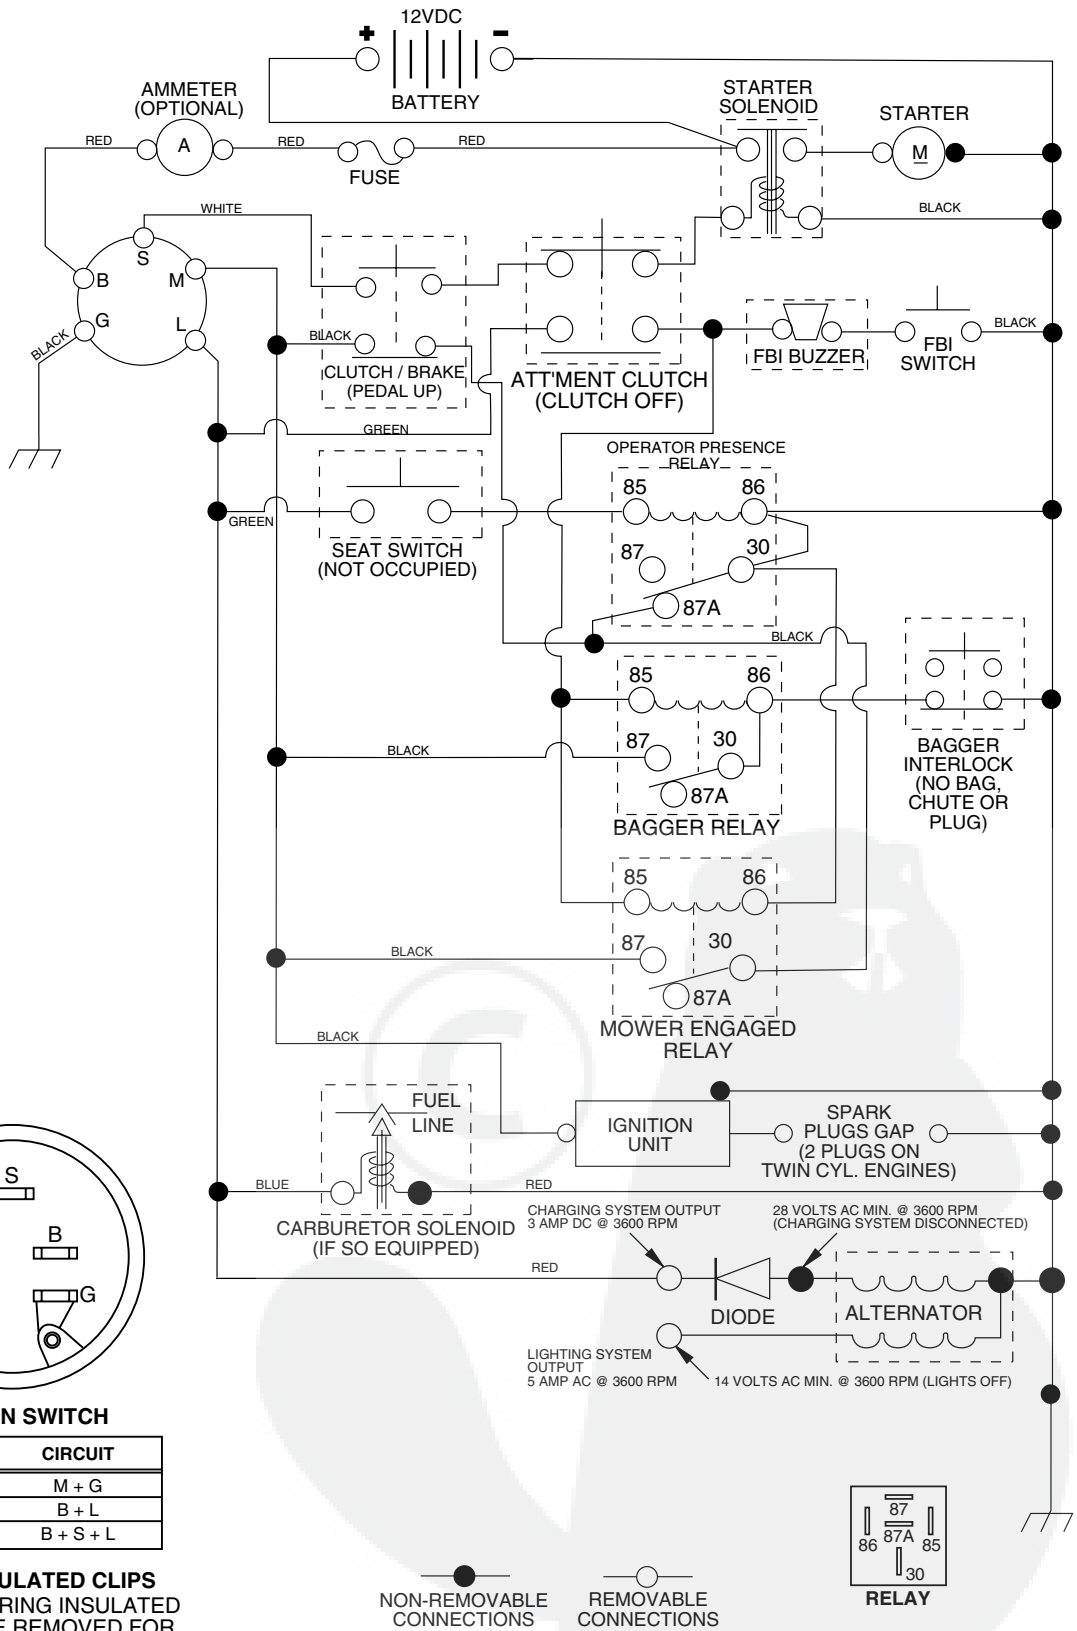 12VDC
+
-
BATTERY
AMMETER
(OPTIONAL)
A
RED
RED
FUSE
RED
STARTER
SOLENOID
STARTER
M
BLACK
WHITE
S
B
M
G
L
BLACK
BLACK
CLUTCH / BRAKE
(PEDAL UP)
ATT'MENT CLUTCH
(CLUTCH OFF)
FBI BUZZER
FBI
SWITCH
BLACK
GREEN
GREEN
SEAT SWITCH
(NOT OCCUPIED)
OPERATOR PRESENCE
RELAY
85
86
87
30
87A
BLACK
85
86
87
30
87A
BAGGER RELAY
BLACK
BAGGER
INTERLOCK
(NO BAG,
CHUTE OR
PLUG)
85
86
87
30
87A
MOWER ENGAGED
RELAY
BLACK
BLACK
FUEL
LINE
BLUE
CARBURETOR SOLENOID
(IF SO EQUIPPED)
RED
IGNITION
UNIT
SPARK
PLUGS GAP
(2 PLUGS ON
TWIN CYL. ENGINES)
CHARGING SYSTEM OUTPUT
3 AMP DC @ 3600 RPM
28 VOLTS AC MIN. @ 3600 RPM
(CHARGING SYSTEM DISCONNECTED)
RED
DIODE
ALTERNATOR
LIGHTING SYSTEM
OUTPUT
5 AMP AC @ 3600 RPM
14 VOLTS AC MIN. @ 3600 RPM (LIGHTS OFF)
S
B
G
N SWITCH
CIRCUIT
M + G
B + L
B + S + L
ULATED CLIPS
RING INSULATED
E REMOVED FOR
NON-REMOVABLE
CONNECTIONS
REMOVABLE
CONNECTIONS
87
86
87A
85
30
RELAY
©